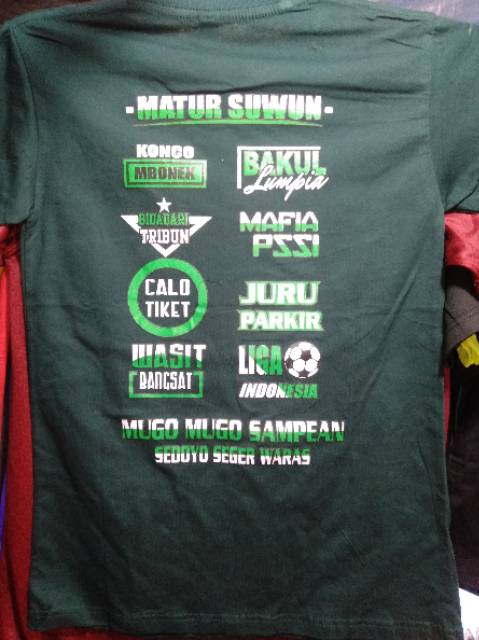 - MATUR SUWUN -
KONCO
MBONEK
BAKUL
Lumpia
BIDADARI
TRIBUN
MAFIA
PSSI
CALO
TIKET
JURU
PARKIR
WASIT
BANGSAT
LIGA
INDONESIA
MUGO MUGO SAMPEAN
SEDOYO SEGER WARAS